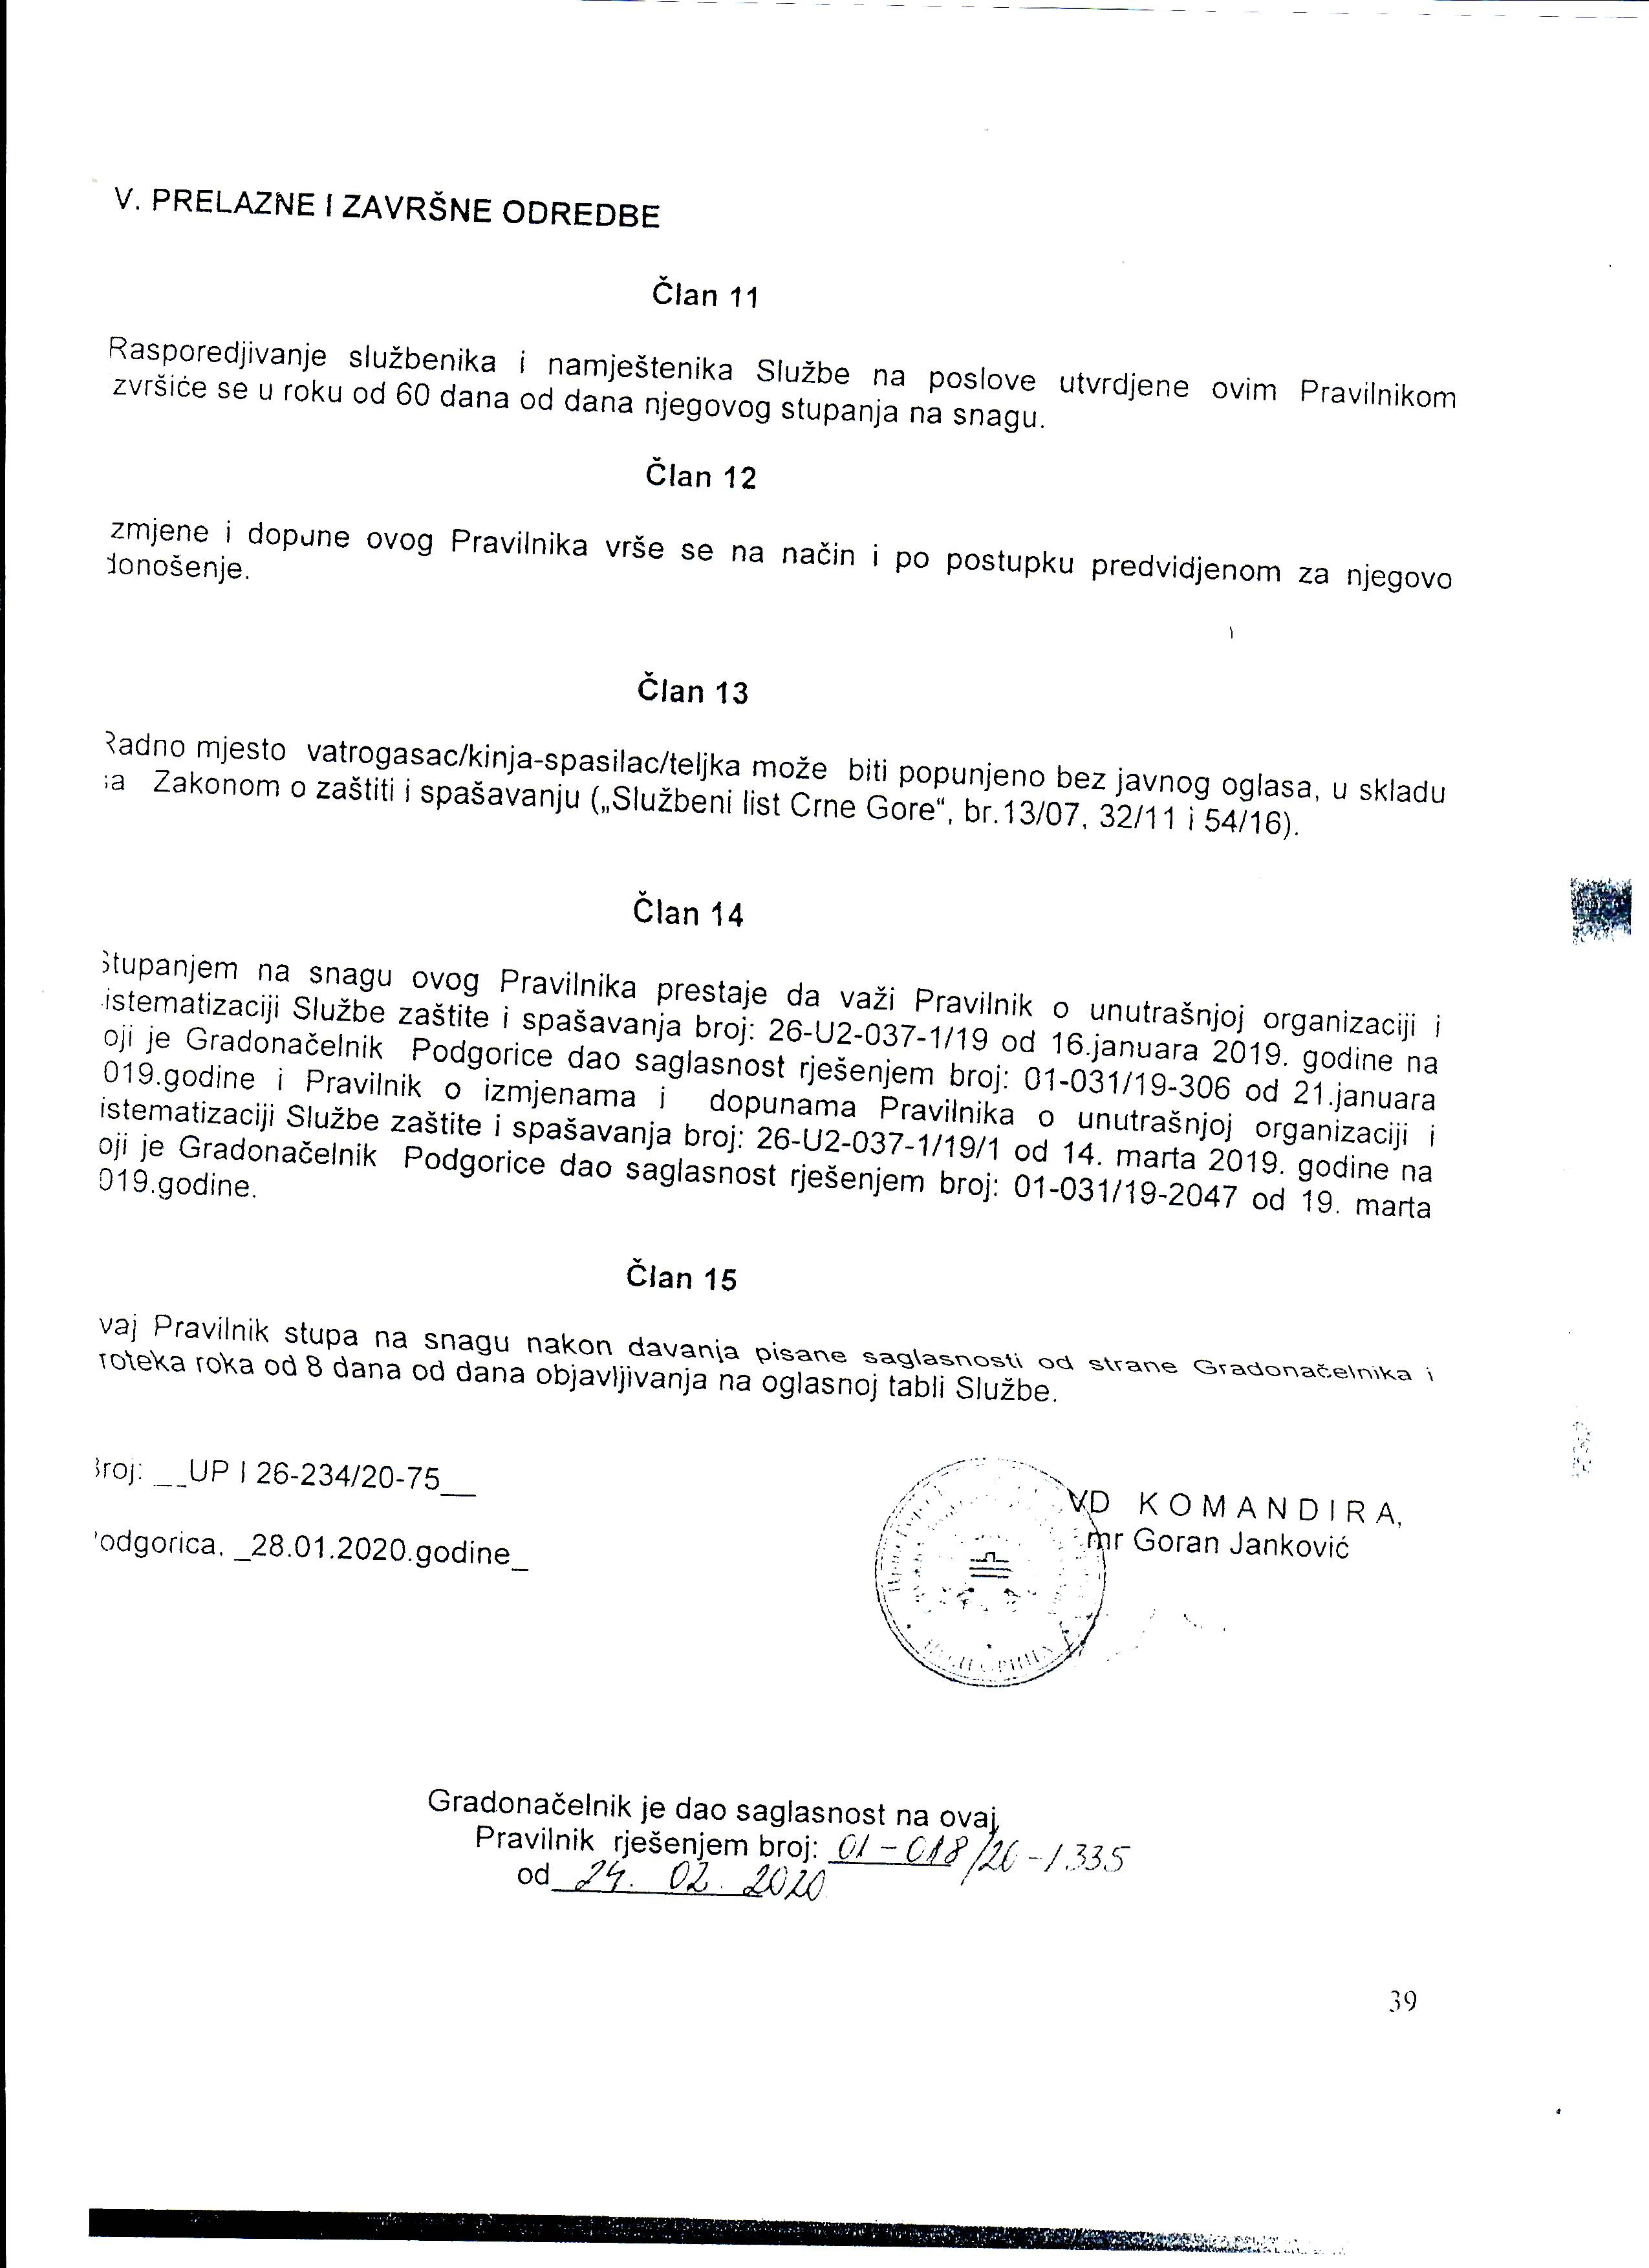 V. PRELAZNE I ZAVRŠNE ODREDBE
Član 11
Rasporedjivanje službenika i namještenika Službe na poslove utvrdjene ovim Pravilnikom
zvršiće se u roku od 60 dana od dana njegovog stupanja na snagu.
Član 12
zmjene i dopune ovog Pravilnika vrše se na način i po postupku predvidjenom za njegovo
donošenje.
Član 13
Radno mjesto vatrogasac/kinja-spasilac/teljka može biti popunjeno bez javnog oglasa, u skladu
sa Zakonom o zaštiti i spašavanju („Službeni list Crne Gore“, br.13/07, 32/11 i 54/16).
Član 14
Stupanjem na snagu ovog Pravilnika prestaje da važi Pravilnik o unutrašnjoj organizaciji i
istematizaciji Službe zaštite i spašavanja broj: 26-U2-037-1/19 od 16.januara 2019. godine na
oji je Gradonačelnik Podgorice dao saglasnost rješenjem broj: 01-031/19-306 od 21.januara
019.godine i Pravilnik o izmjenama i dopunama Pravilnika o unutrašnjoj organizaciji i
istematizaciji Službe zaštite i spašavanja broj: 26-U2-037-1/19/1 od 14. marta 2019. godine na
oji je Gradonačelnik Podgorice dao saglasnost rješenjem broj: 01-031/19-2047 od 19. marta
019.godine.
Član 15
vaj Pravilnik stupa na snagu nakon davanja pisane saglasnosti od strane Gradonačelnika i
roteka roka od 8 dana od dana objavljivanja na oglasnoj tabli Službe.
Broj: __UP I 26-234/20-75__
Podgorica. _28.01.2020.godine_
VD KOMANDIRA,
mr Goran Janković
Gradonačelnik je dao saglasnost na ovaj
Pravilnik rješenjem broj: 01-018/20-1335
od 24. 02. 2020
39